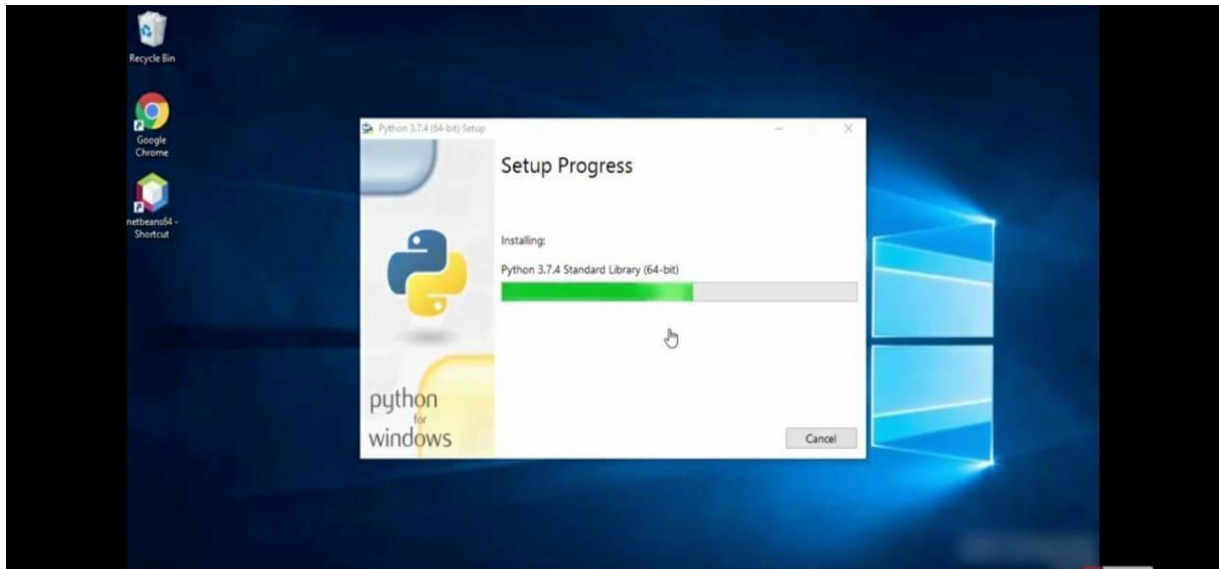 Recycle Bin
Google
Chrome
netbeans64 -
Shortcut
Python 3.7.4 (64-bit) Setup
Setup Progress
Installing:
Python 3.7.4 Standard Library (64-bit)
python
for
windows
Cancel